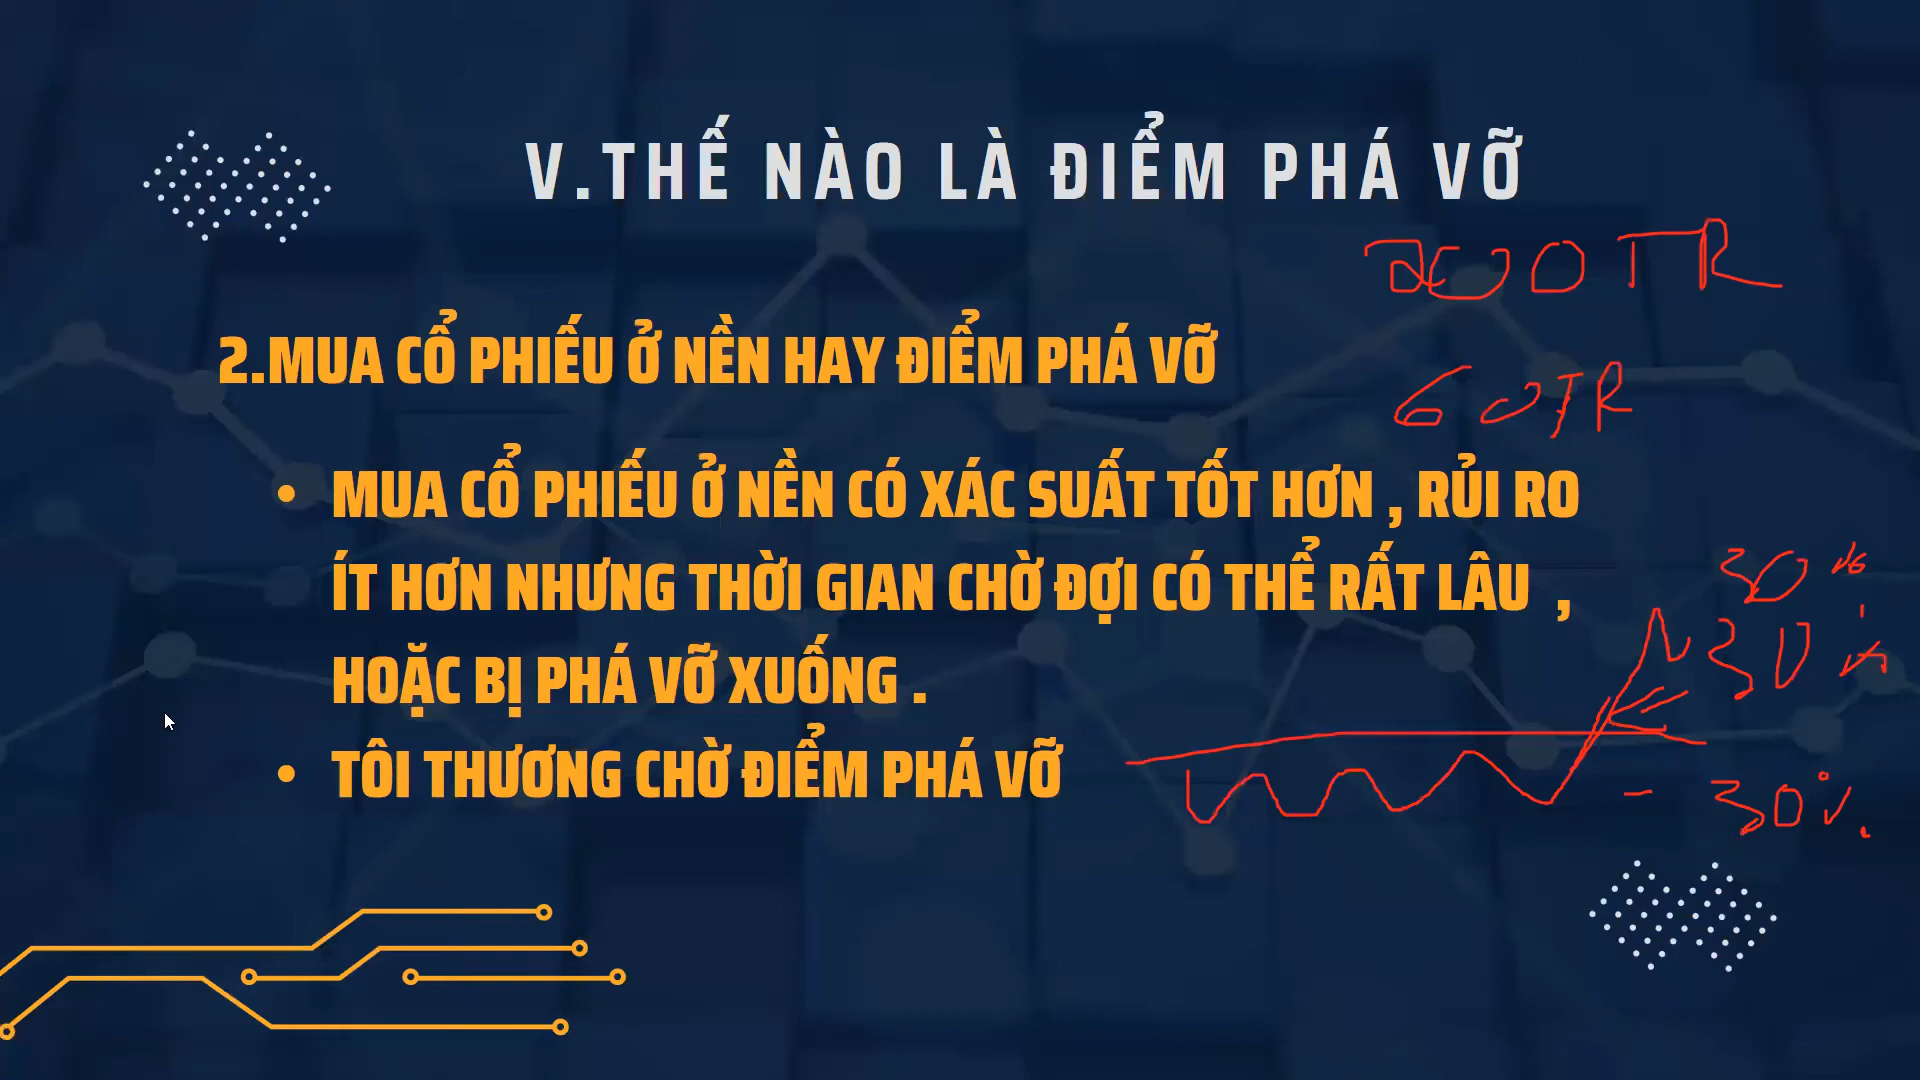 V.THẾ NÀO LÀ ĐIỂM PHÁ VỠ
200TR
2.MUA CỔ PHIẾU Ở NỀN HAY ĐIỂM PHÁ VỠ
60TR
• MUA CỔ PHIẾU Ở NỀN CÓ XÁC SUẤT TỐT HƠN , RỦI RO
ÍT HƠN NHƯNG THỜI GIAN CHỜ ĐỢI CÓ THỂ RẤT LÂU ,
HOẶC BỊ PHÁ VỠ XUỐNG .
• TÔI THƯƠNG CHỜ ĐIỂM PHÁ VỠ
30%
30
- 30%